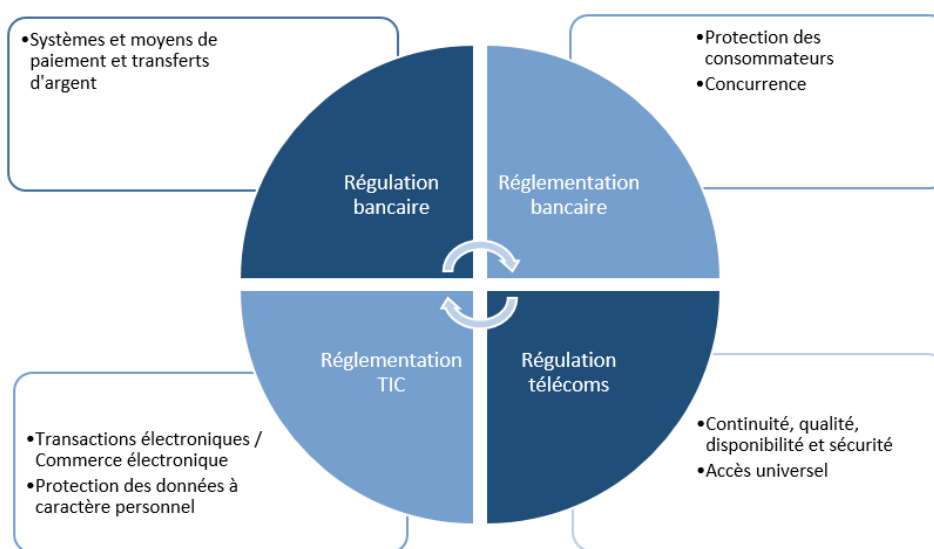 •Systèmes et moyens de
paiement et transferts
d'argent
•Protection des
consommateurs
•Concurrence
Régulation
bancaire
Réglementation
bancaire
Réglementation
TIC
Régulation
télécoms
•Transactions électroniques /
Commerce électronique
•Protection des données à
caractère personnel
•Continuité, qualité,
disponibilité et sécurité
•Accès universel